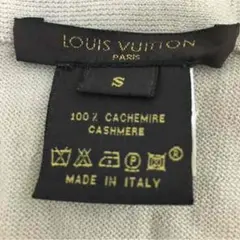 LOUIS VUITTON
PARIS
S
100% CACHEMIRE
CASHMERE
MADE IN ITALY